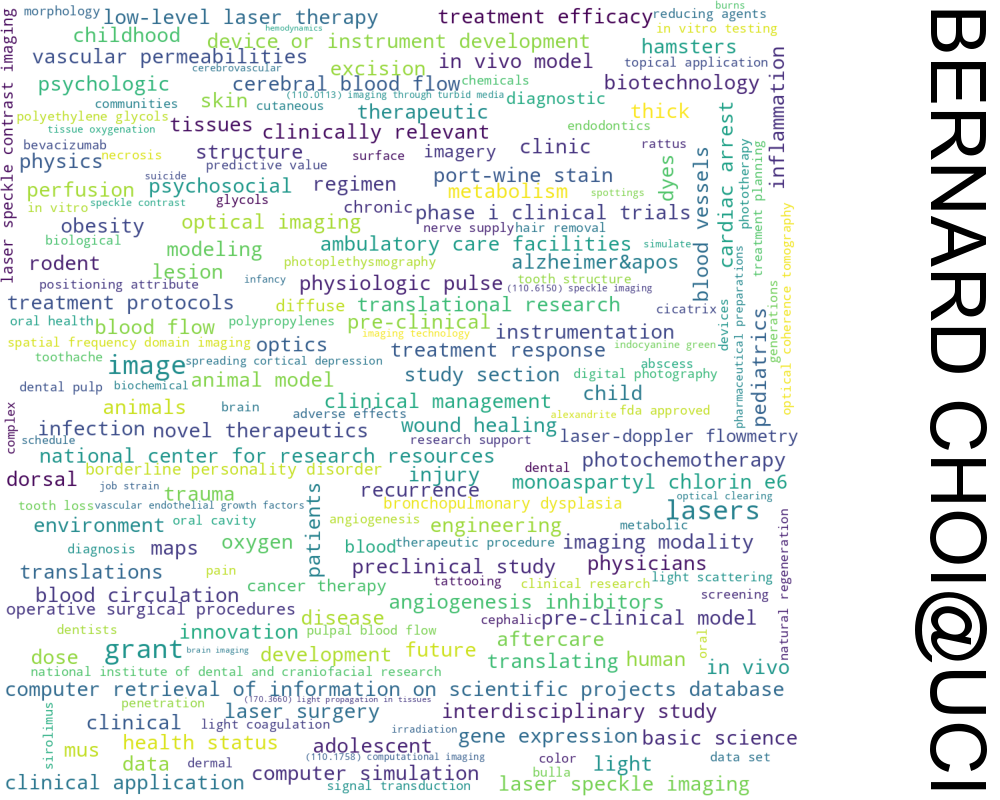 morphology
low-level laser therapy
treatment efficacy
reducing agents
burns
in vitro testing
hemodynamics
childhood
device or instrument development
hamsters
vascular permeabilities
in vivo model
topical application
cerebrovascular
excision
psychologic
cerebral blood flow
chemicals
biotechnology
(110.0113) imaging through turbid media
diagnostic
communities
skin
cutaneous
therapeutic
thick
polyethylene glycols
tissues
clinically relevant
endodontics
tissue oxygenation
bevacizumab
structure
surface
imagery
clinic
rattus
physics
necrosis
predictive value
suicide
port-wine stain
perfusion
psychosocial
regimen
metabolism
spottings
in vitro
speckle contrast
glycols
chronic
phase i clinical trials
obesity
optical imaging
nerve supply
hair removal
biological
modeling
ambulatory care facilities
simulate
rodent
lesion
photoplethysmography
alzheimer&apos
positioning attribute
infancy
physiologic pulse
tooth structure
(110.6150) speckle imaging
treatment protocols
diffuse
translational research
cicatrix
oral health
blood flow
polypropylenes
pre-clinical
imaging technology
instrumentation
spatial frequency domain imaging
optics
treatment response
indocyanine green
toothache
image
spreading cortical depression
abscess
dental pulp
biochemical
animal model
study section
digital photography
clinical management
child
animals
brain
adverse effects
alexandrite
fda approved
infection
novel therapeutics
wound healing
research support
laser-doppler flowmetry
schedule
national center for research resources
photochemotherapy
borderline personality disorder
dental
dorsal
job strain
injury
monoaspartyl chlorin e6
trauma
recurrence
optical clearing
tooth loss
vascular endothelial growth factors
bronchopulmonary dysplasia
lasers
environment
oral cavity
angiogenesis
engineering
metabolic
diagnosis
maps
oxygen
blood
therapeutic procedure
imaging modality
translations
pain
preclinical study
physicians
cancer therapy
tattooing
clinical research
light scattering
blood circulation
angiogenesis inhibitors
screening
operative surgical procedures
disease
cephalic
pre-clinical model
dentists
innovation
pulpal blood flow
aftercare
grant
brain imaging
development
future
dose
translating
human
in vivo
national institute of dental and craniofacial research
computer retrieval of information on scientific projects database
penetration
(170.3660) light propagation in tissues
laser surgery
interdisciplinary study
clinical
light coagulation
irradiation
gene expression
basic science
mus
health status
adolescent
(110.1758) computational imaging
data
dermal
color
light
data set
computer simulation
bulla
clinical application
signal transduction
laser speckle imaging
laser speckle contrast imaging
complex
sirolimus
patients
dyes
blood vessels
cardiac arrest
phototherapy
treatment planning
inflammation
devices
pharmaceutical preparations
pediatrics
generations
optical coherence tomography
natural regeneration
oral
BERNARD CHOI@UCI